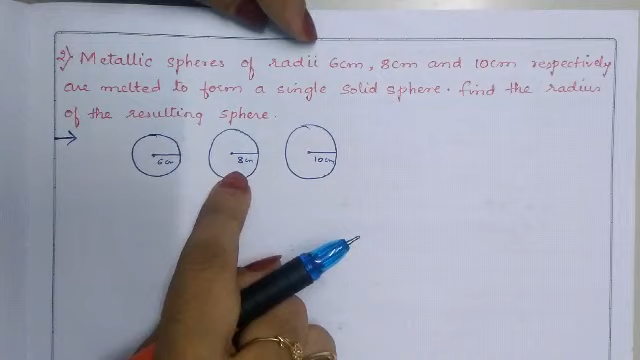 2) Metallic spheres of radii 6cm, 8cm and 10cm respectively
are melted to form a single solid sphere. find the radius
of the resulting sphere.
6cm 8cm 10cm